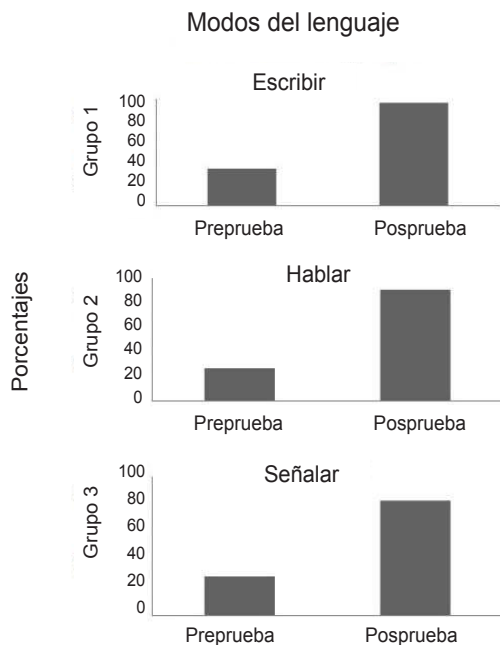 Modos del lenguaje
Porcentajes
Escribir
Grupo 1
100
80
60
40
20
0
Preprueba Posprueba
Hablar
Grupo 2
100
80
60
40
20
0
Preprueba Posprueba
Señalar
Grupo 3
100
80
60
40
20
0
Preprueba Posprueba